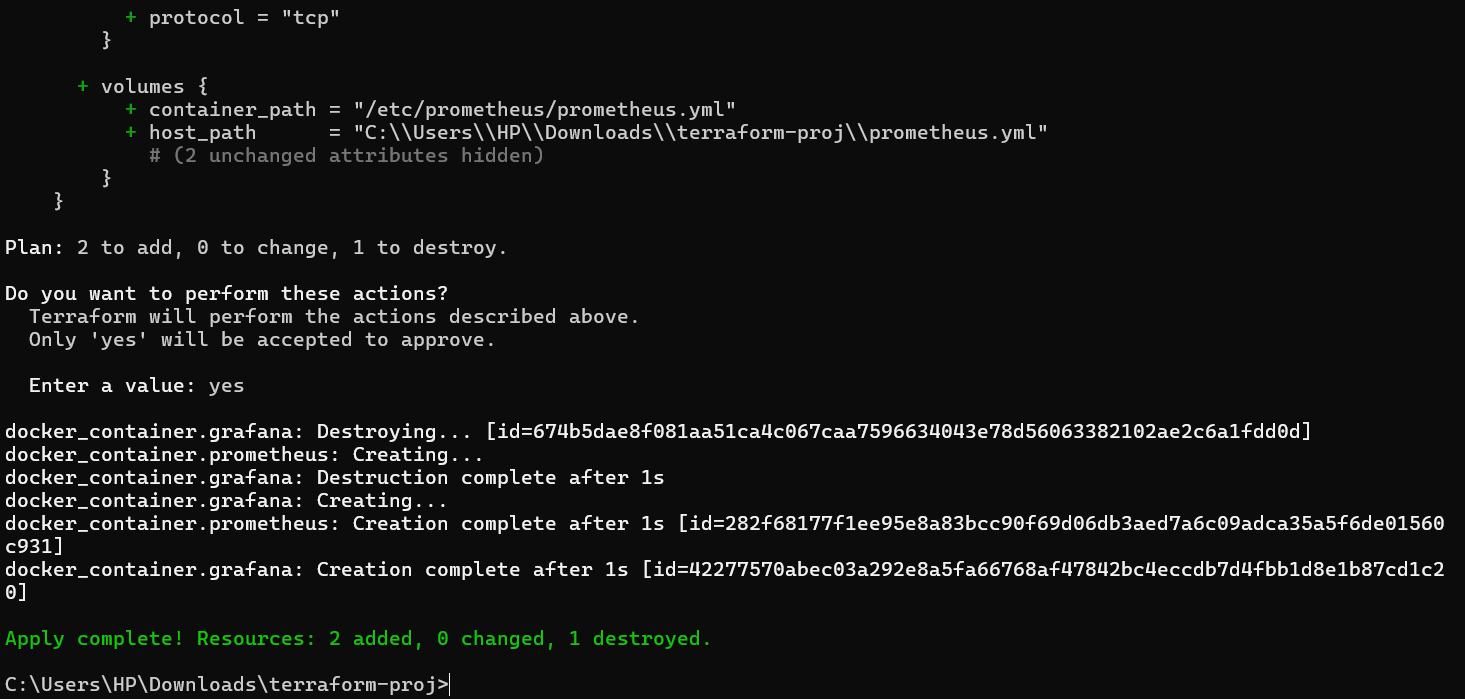 + protocol = "tcp"
}
+ volumes {
+ container_path = "/etc/prometheus/prometheus.yml"
+ host_path      = "C:\\Users\\HP\\Downloads\\terraform-proj\\prometheus.yml"
# (2 unchanged attributes hidden)
}
}
Plan: 2 to add, 0 to change, 1 to destroy.
Do you want to perform these actions?
Terraform will perform the actions described above.
Only 'yes' will be accepted to approve.
Enter a value: yes
docker_container.grafana: Destroying... [id=674b5dae8f081aa51ca4c067caa7596634043e78d56063382102ae2c6a1fdd0d]
docker_container.prometheus: Creating...
docker_container.grafana: Destruction complete after 1s
docker_container.grafana: Creating...
docker_container.prometheus: Creation complete after 1s [id=282f68177f1ee95e8a83bcc90f69d06db3aed7a6c09adca35a5f6de01560
c931]
docker_container.grafana: Creation complete after 1s [id=42277570abec03a292e8a5fa66768af47842bc4eccdb7d4fbb1d8e1b87cd1c2
0]
Apply complete! Resources: 2 added, 0 changed, 1 destroyed.
C:\Users\HP\Downloads\terraform-proj>